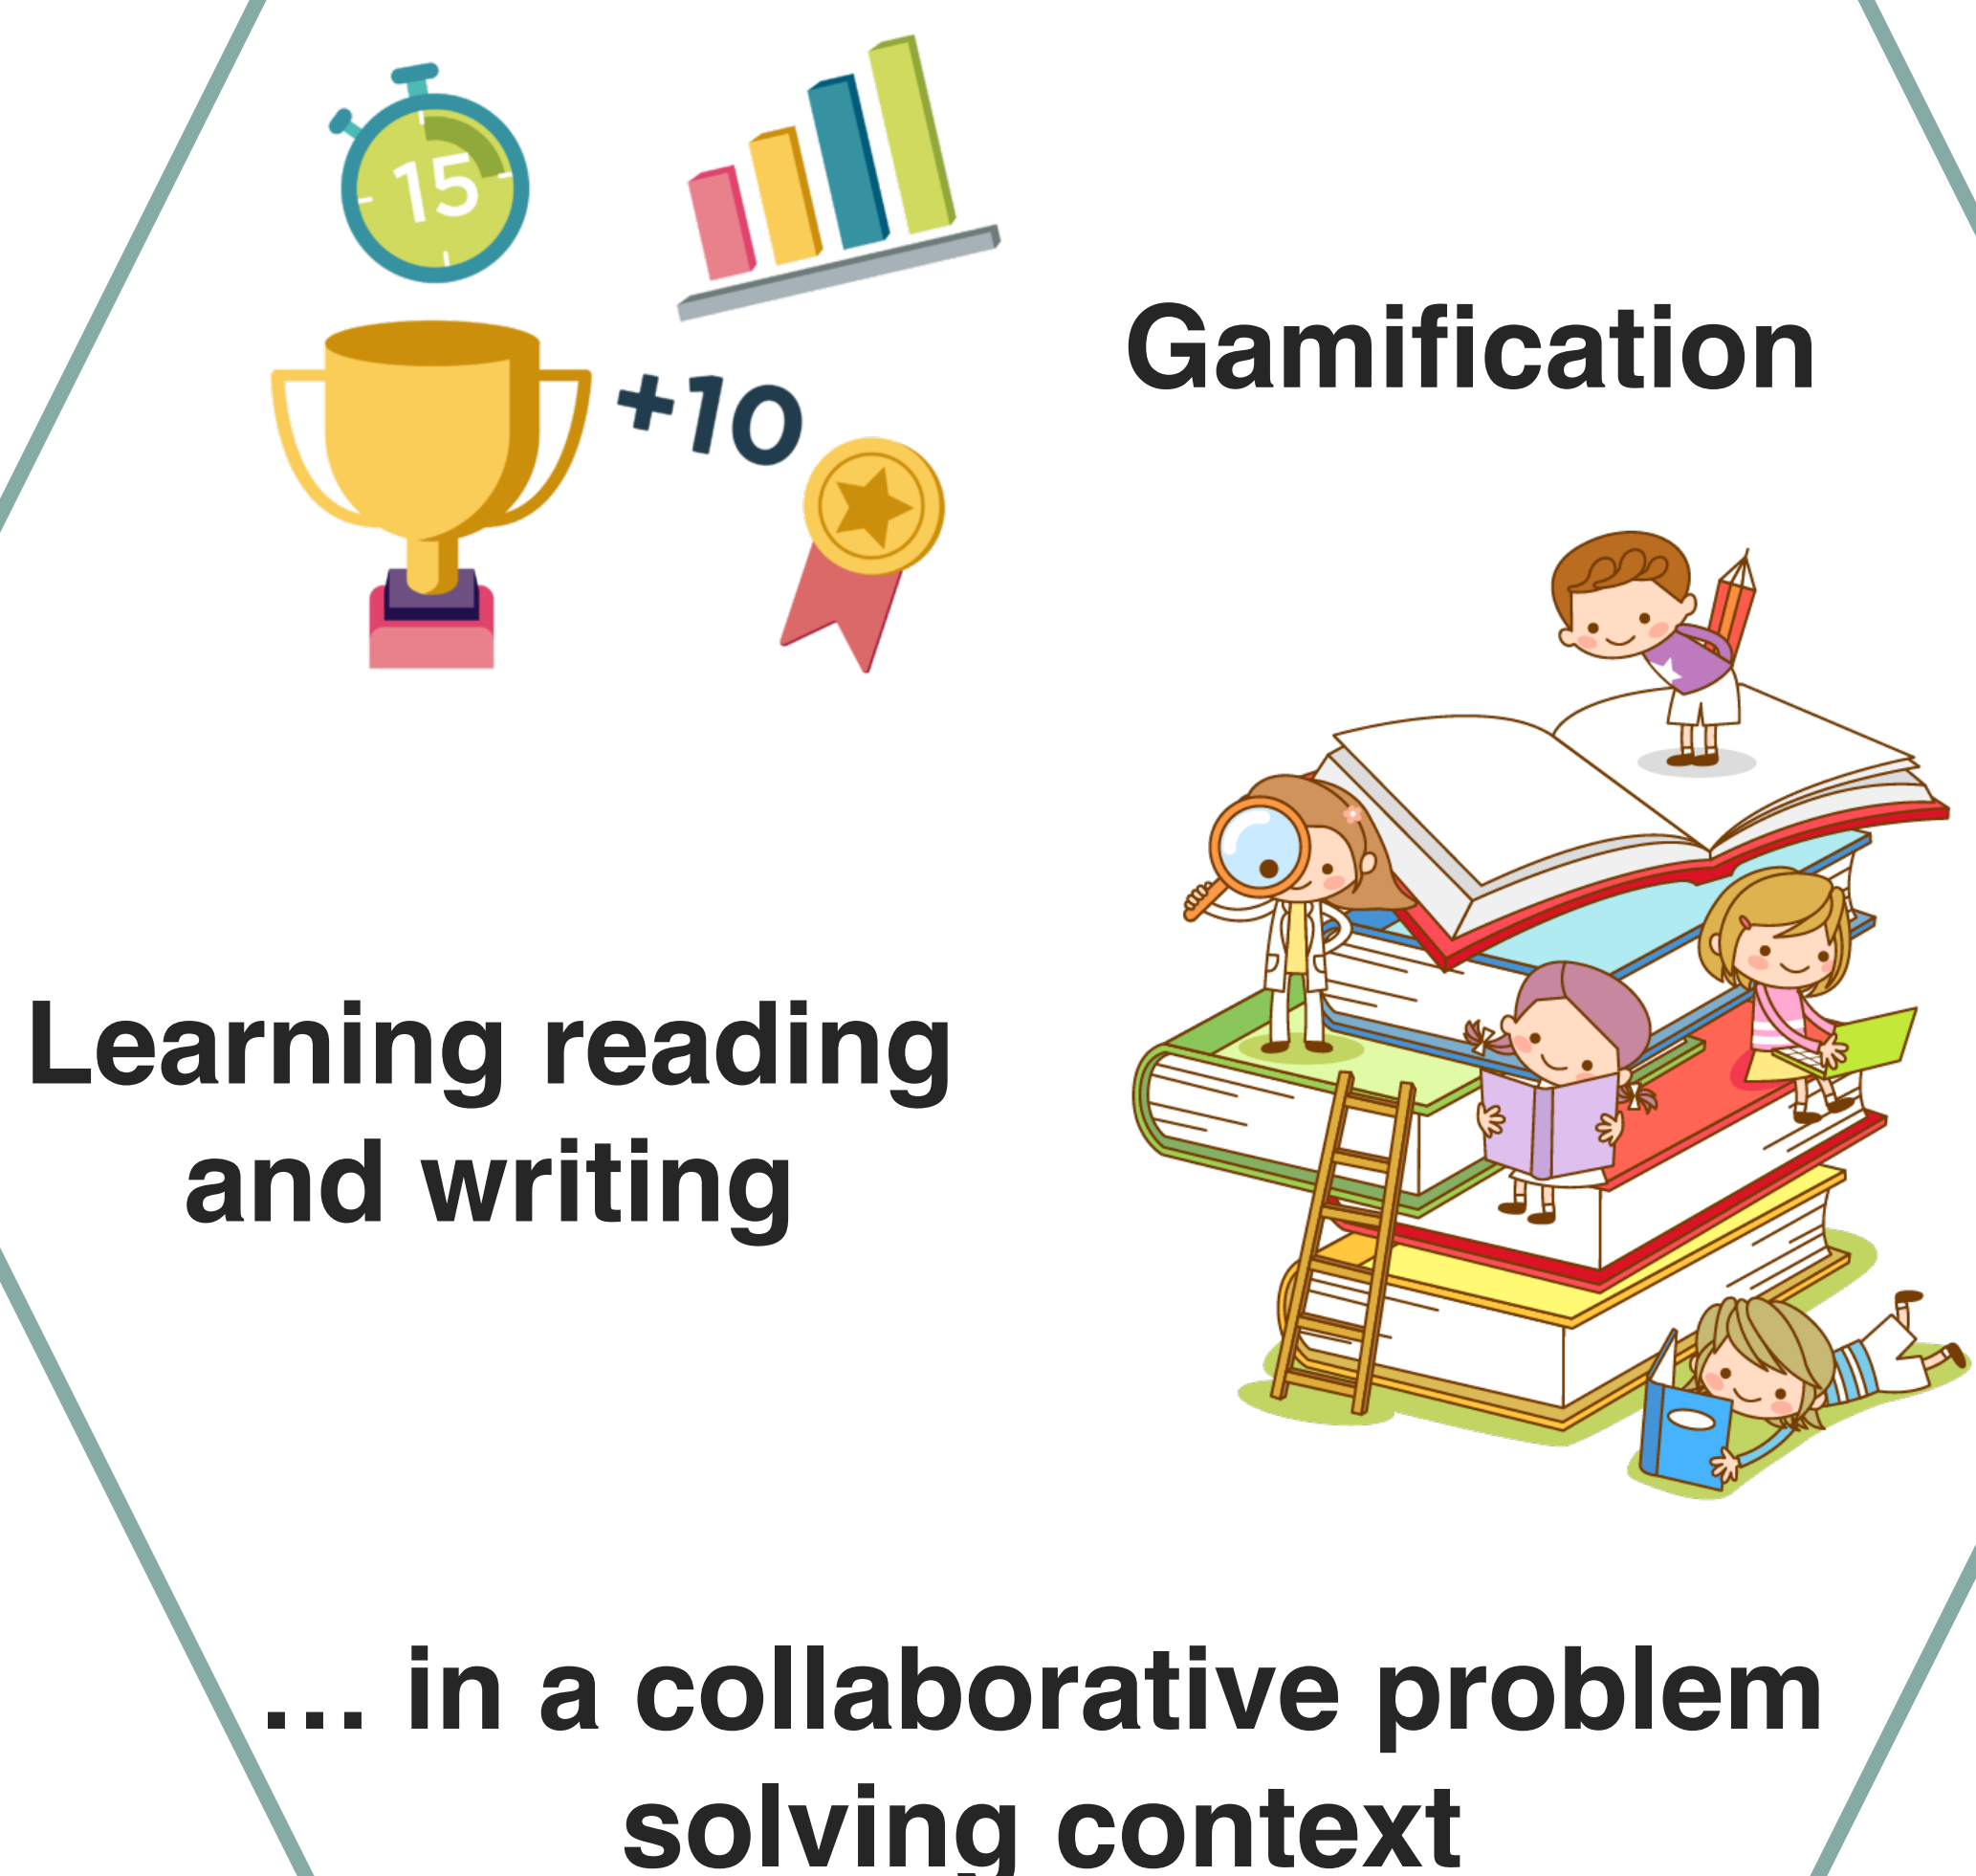 15
+10
Gamification
Learning reading
and writing
... in a collaborative problem
solving context